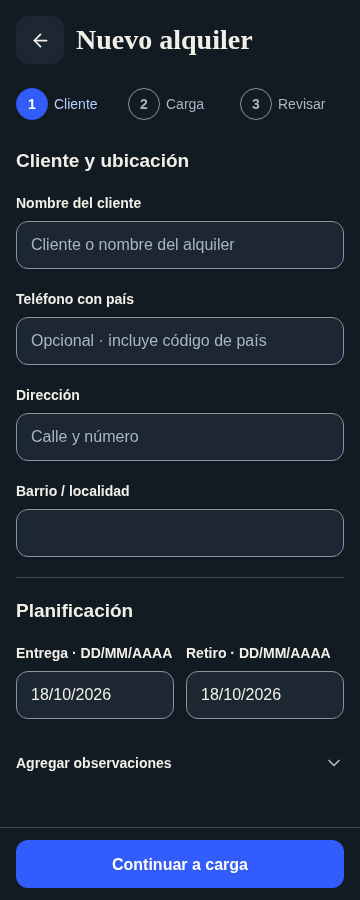 Nuevo alquiler
1 Cliente 2 Carga 3 Revisar
Cliente y ubicación
Nombre del cliente
Cliente o nombre del alquiler
Teléfono con país
Opcional · incluye código de país
Dirección
Calle y número
Barrio / localidad
Planificación
Entrega · DD/MM/AAAA Retiro · DD/MM/AAAA
18/10/2026 18/10/2026
Agregar observaciones
Continuar a carga